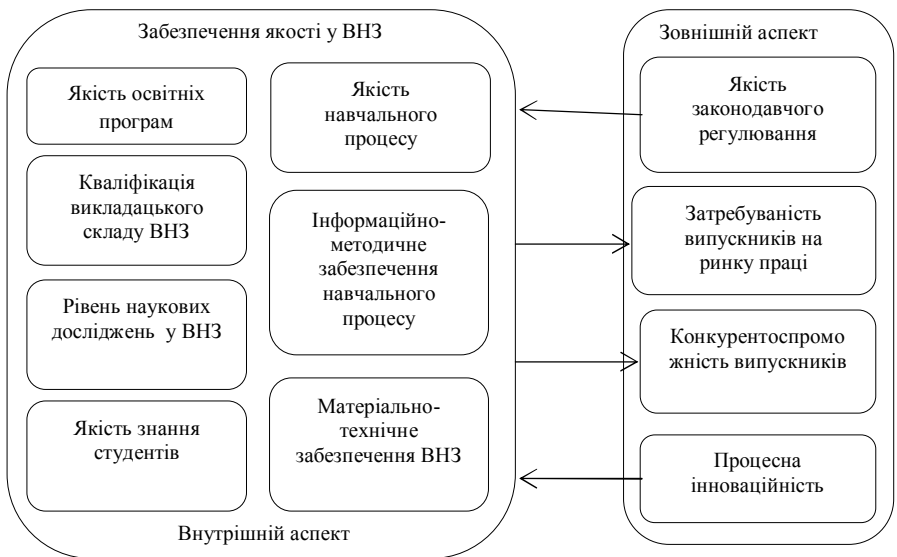 Забезпечення якості у ВНЗ
Якість освітніх
програм
Кваліфікація
викладацького
складу ВНЗ
Рівень наукових
досліджень у ВНЗ
Якість знання
студентів
Якість
навчального
процесу
Інформаційно-
методичне
забезпечення
навчального
процесу
Матеріально-
технічне
забезпечення ВНЗ
Внутрішній аспект
Зовнішній аспект
Якість
законодавчого
регулювання
Затребуваність
випускників на
ринку праці
Конкурентоспромо
жність випускників
Процесна
інноваційність